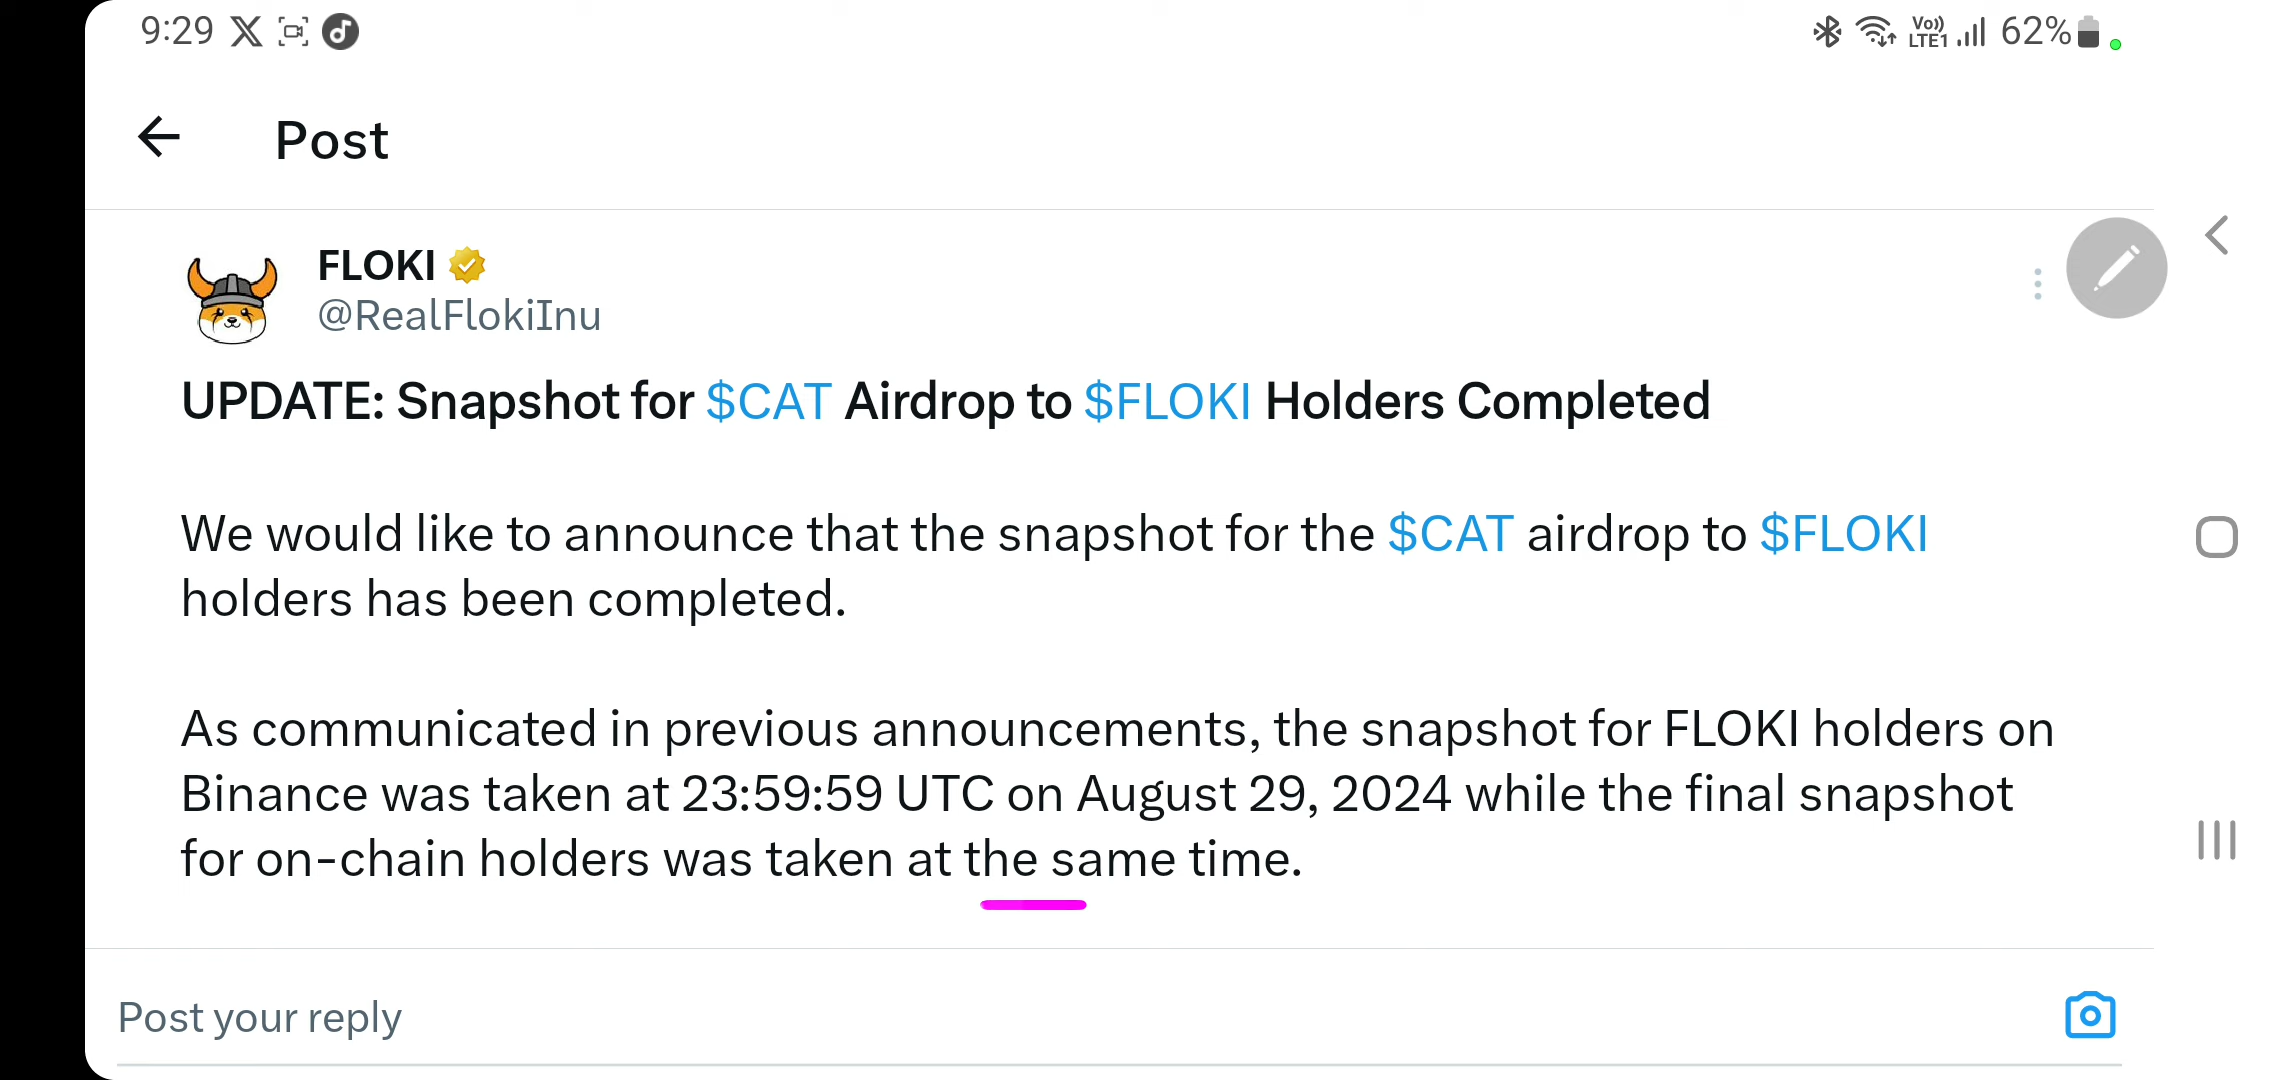 9:29 Vo)) LTE1 62%
Post
FLOKI
@RealFlokiInu
UPDATE: Snapshot for $CAT Airdrop to $FLOKI Holders Completed
We would like to announce that the snapshot for the $CAT airdrop to $FLOKI
holders has been completed.
As communicated in previous announcements, the snapshot for FLOKI holders on
Binance was taken at 23:59:59 UTC on August 29, 2024 while the final snapshot
for on-chain holders was taken at the same time.
Post your reply